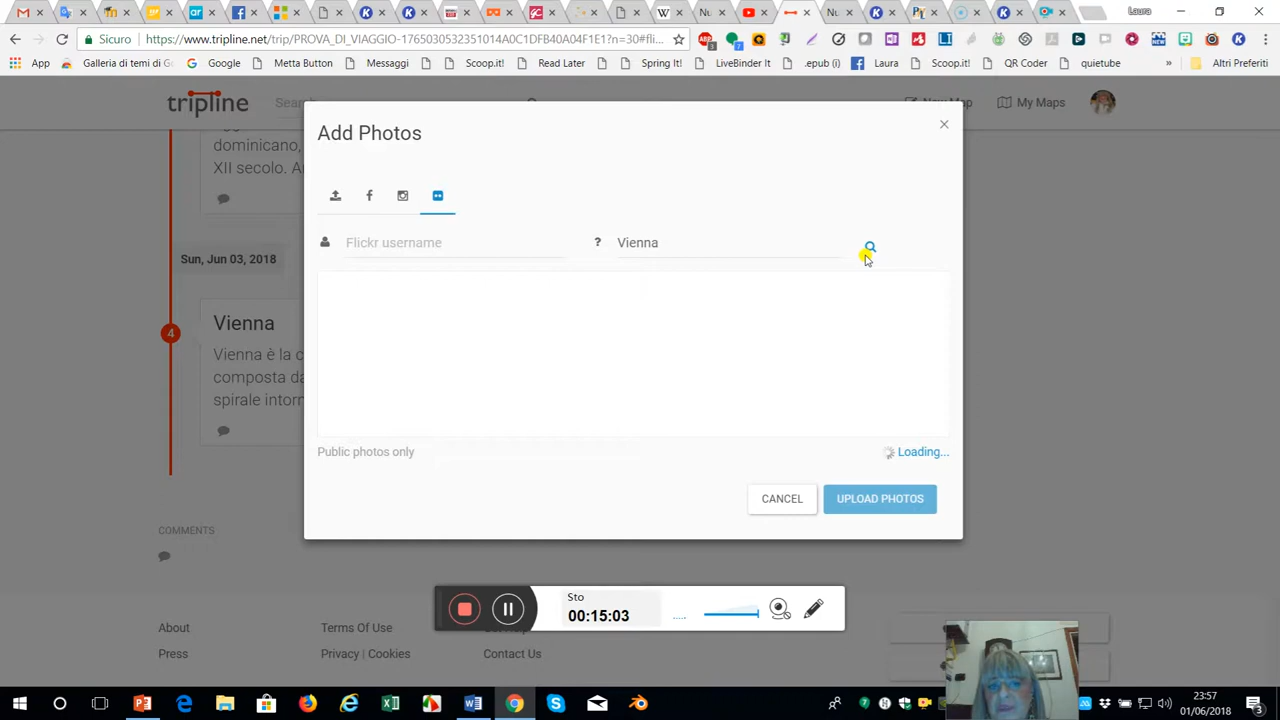 Laura
Sicuro
https://www.tripline.net/trip/PROVA_DI_VIAGGIO-1765030532351014A0C1DFB40A04F1E1?n=30#fli
App
Galleria di temi di Go
Google
Metta Button
Messaggi
Scoop.it!
Read Later
Spring It!
LiveBinder It
.epub (i)
Laura
Scoop.it!
QR Coder
quietube
»
Altri Preferiti
tripline
New Map
My Maps
Add Photos
dominicano,
XII secolo. A
Flickr username
?
Vienna
Sun, Jun 03, 2018
4
Vienna
Vienna è la c
composta da
spirale intorn
Public photos only
Loading...
CANCEL
UPLOAD PHOTOS
COMMENTS
Sto
00:15:03
About
Terms Of Use
Press
Privacy | Cookies
Contact Us
23:57
01/06/2018
3